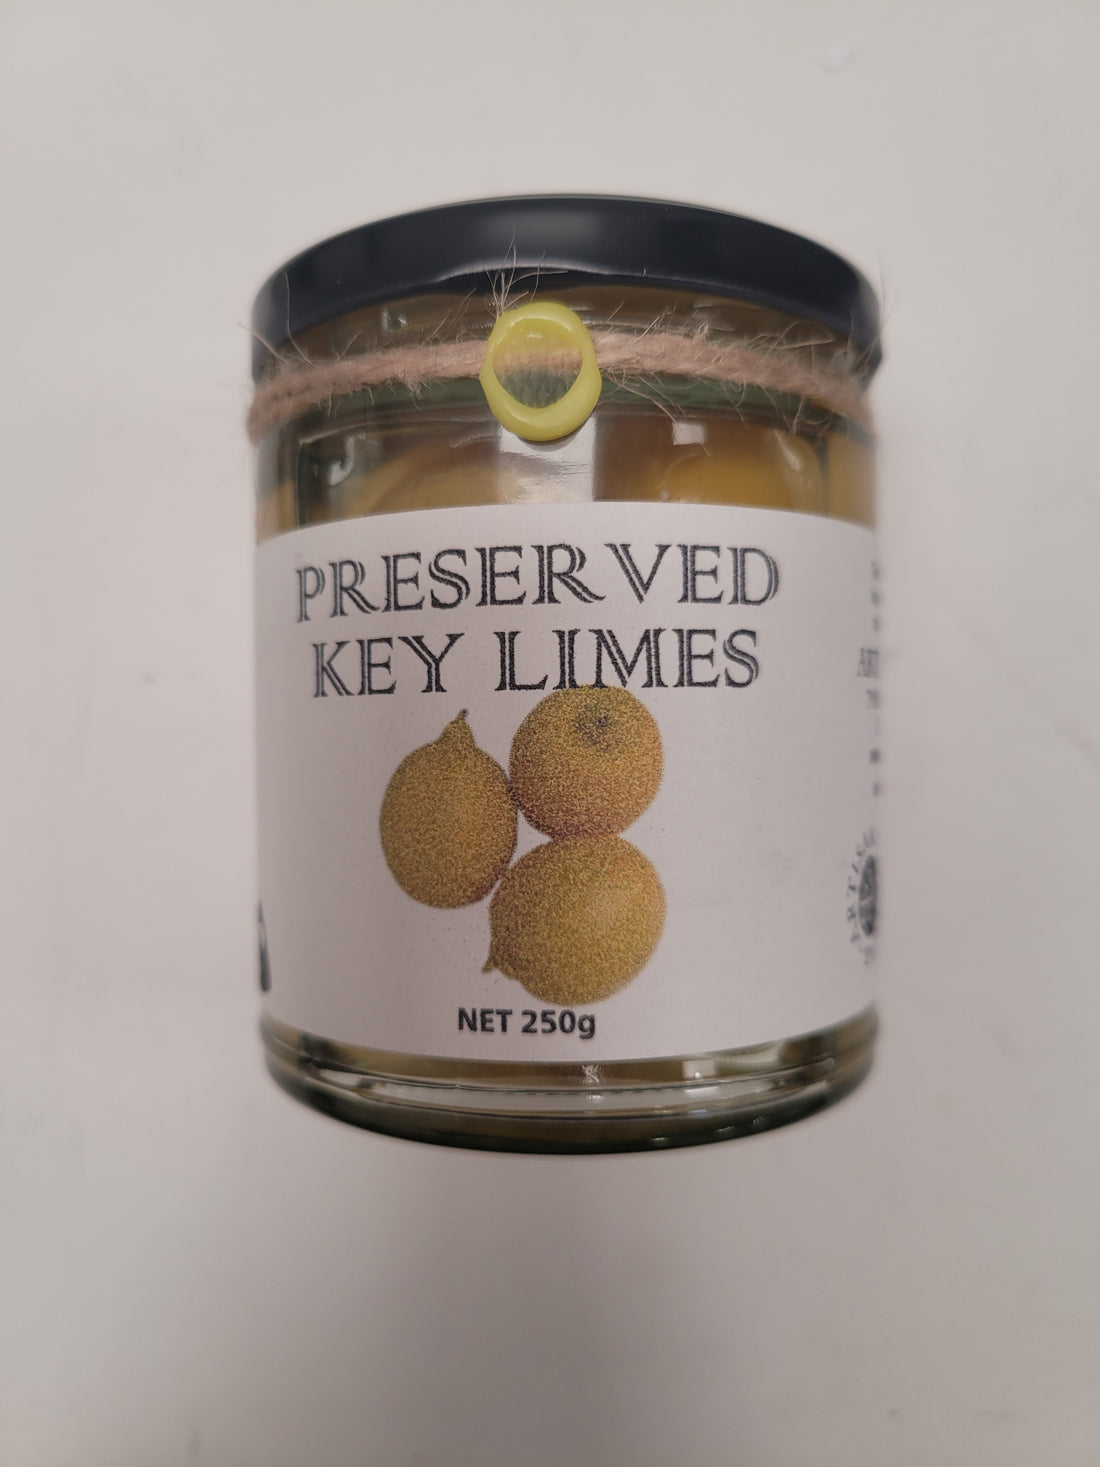 PRESERVED
KEY LIMES
NET 250g